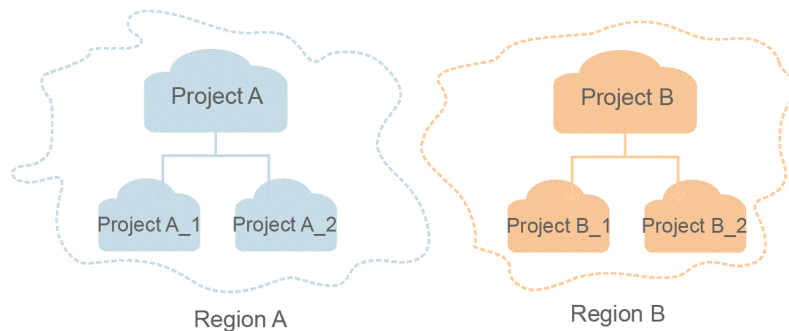 Project A
Project B
Project A_1
Project A_2
Project B_1
Project B_2
Region A
Region B